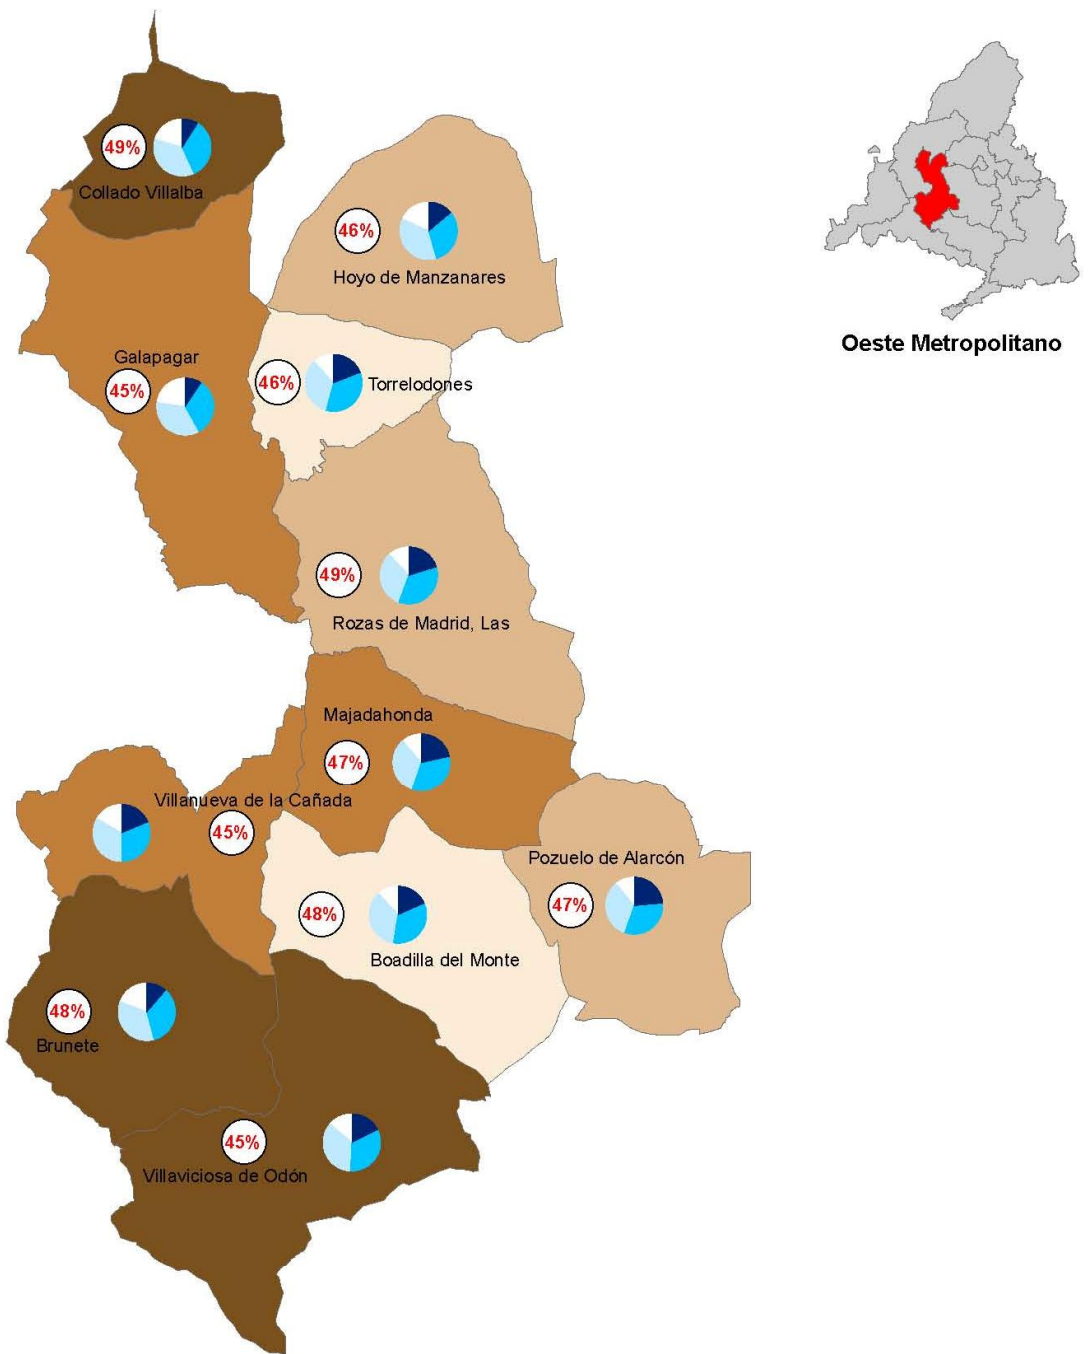 49%
Collado Villalba
46%
Hoyo de Manzanares
Oeste Metropolitano
Galapagar
45%
46%
Torrelodones
49%
Rozas de Madrid, Las
Majadahonda
47%
Villanueva de la Cañada
45%
Pozuelo de Alarcón
47%
48%
Boadilla del Monte
48%
Brunete
45%
Villaviciosa de Odón